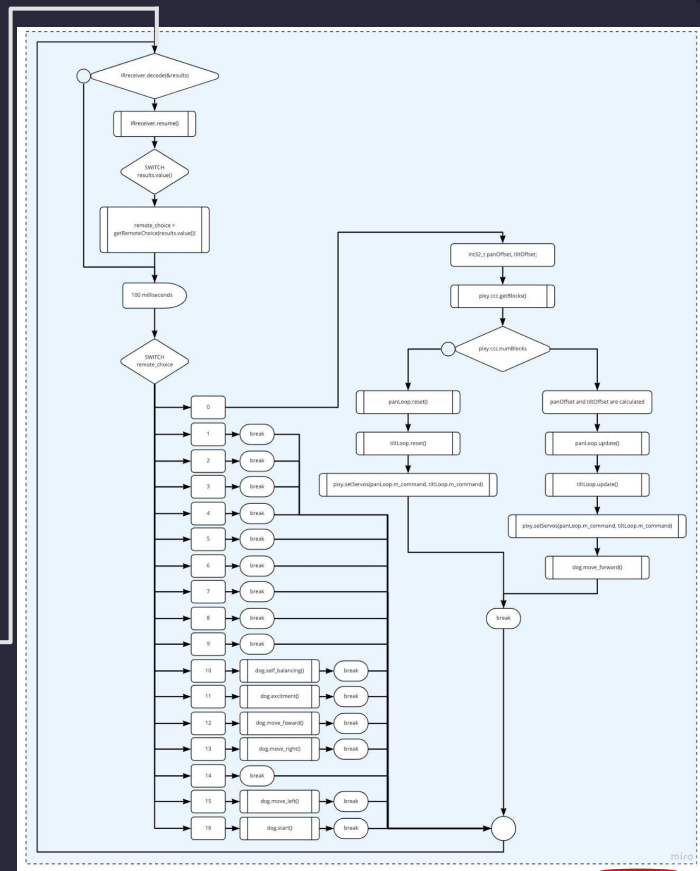 IRreceiver.decode(&results)
IRreceiver.resume()
SWITCH
results.value()
remote_choice =
getRemoteChoice(results.value())
100 milliseconds
SWITCH
remote_choice
int32_t panOffset, tiltOffset;
pixy.ccc.getBlocks()
pixy.ccc.numBlocks
panLoop.reset()
tiltLoop.reset()
pixy.setServos(panLoop.m_command, tiltLoop.m_command)
panOffset and tiltOffset are calculated
panLoop.update()
tiltLoop.update()
pixy.setServos(panLoop.m_command, tiltLoop.m_command)
dog.move_forward()
break
0
1 break
2 break
3 break
4 break
5 break
6 break
7 break
8 break
9 break
10 dog.self_balancing() break
11 dog.excitment() break
12 dog.move_foward() break
13 dog.move_right() break
14 break
15 dog.move_left() break
16 dog.start() break
miro